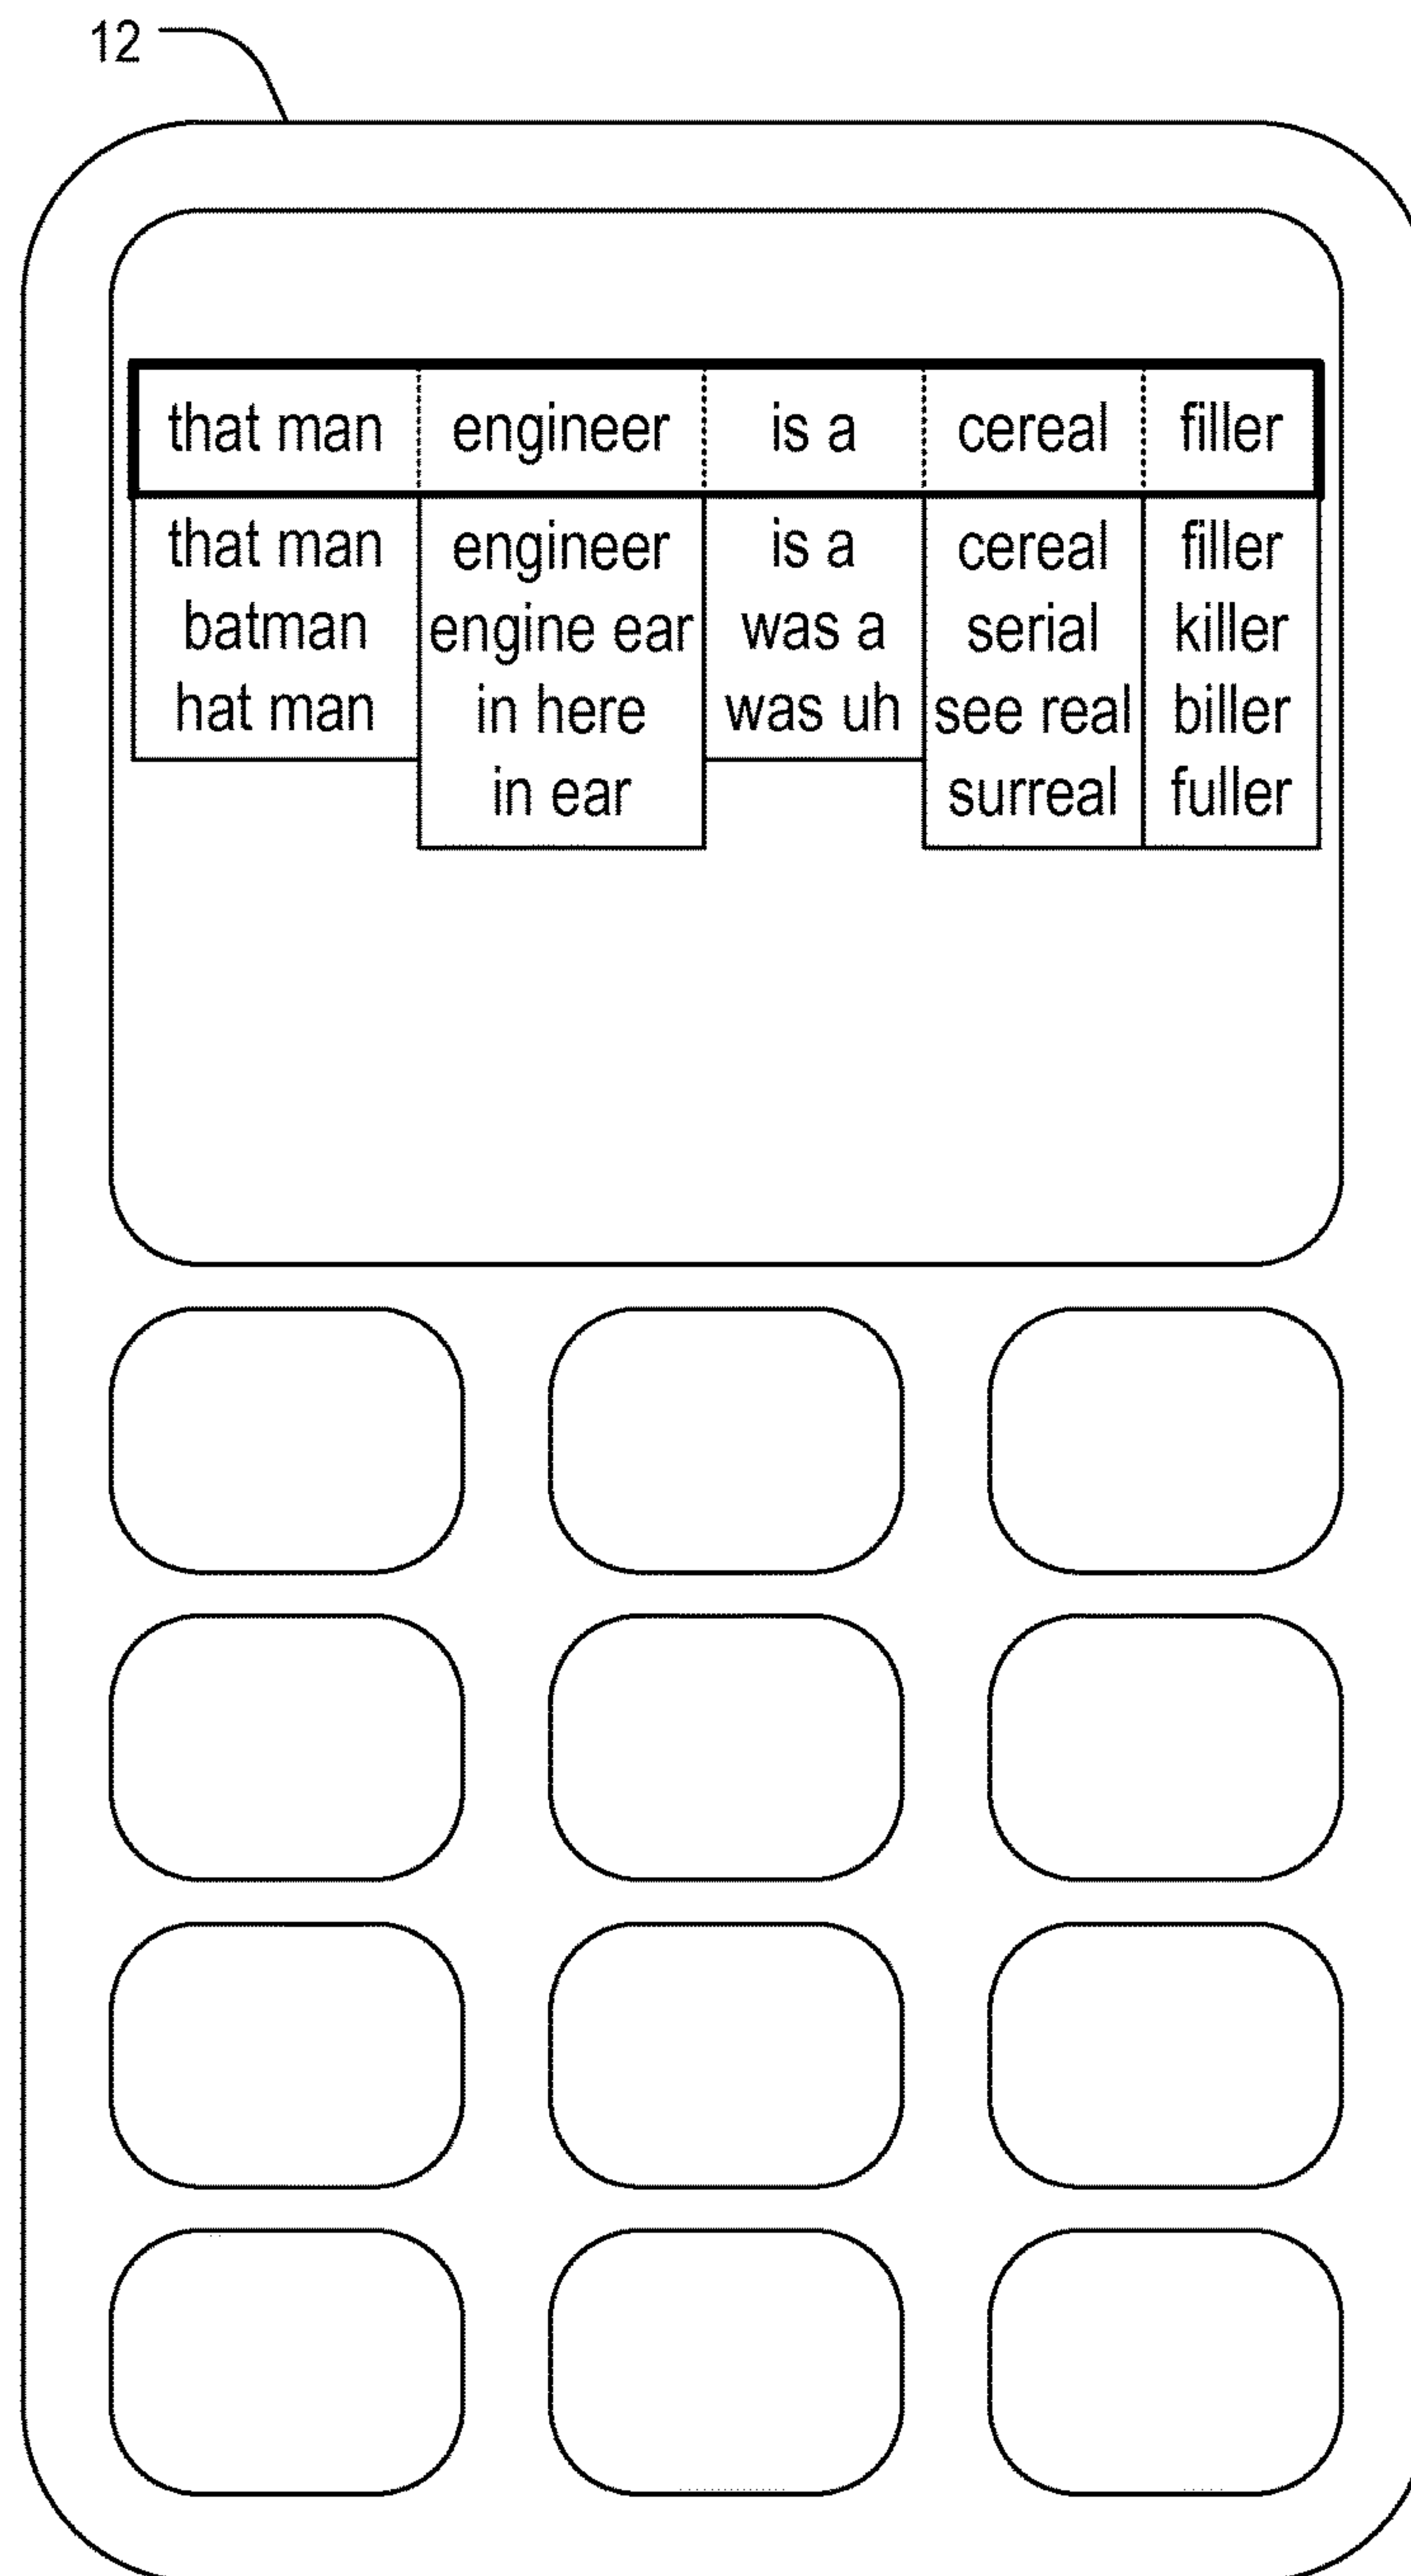 12
that man engineer is a cereal filler
that man engineer is a cereal filler
batman engine ear was a serial killer
hat man in here was uh see real biller
in ear surreal fuller